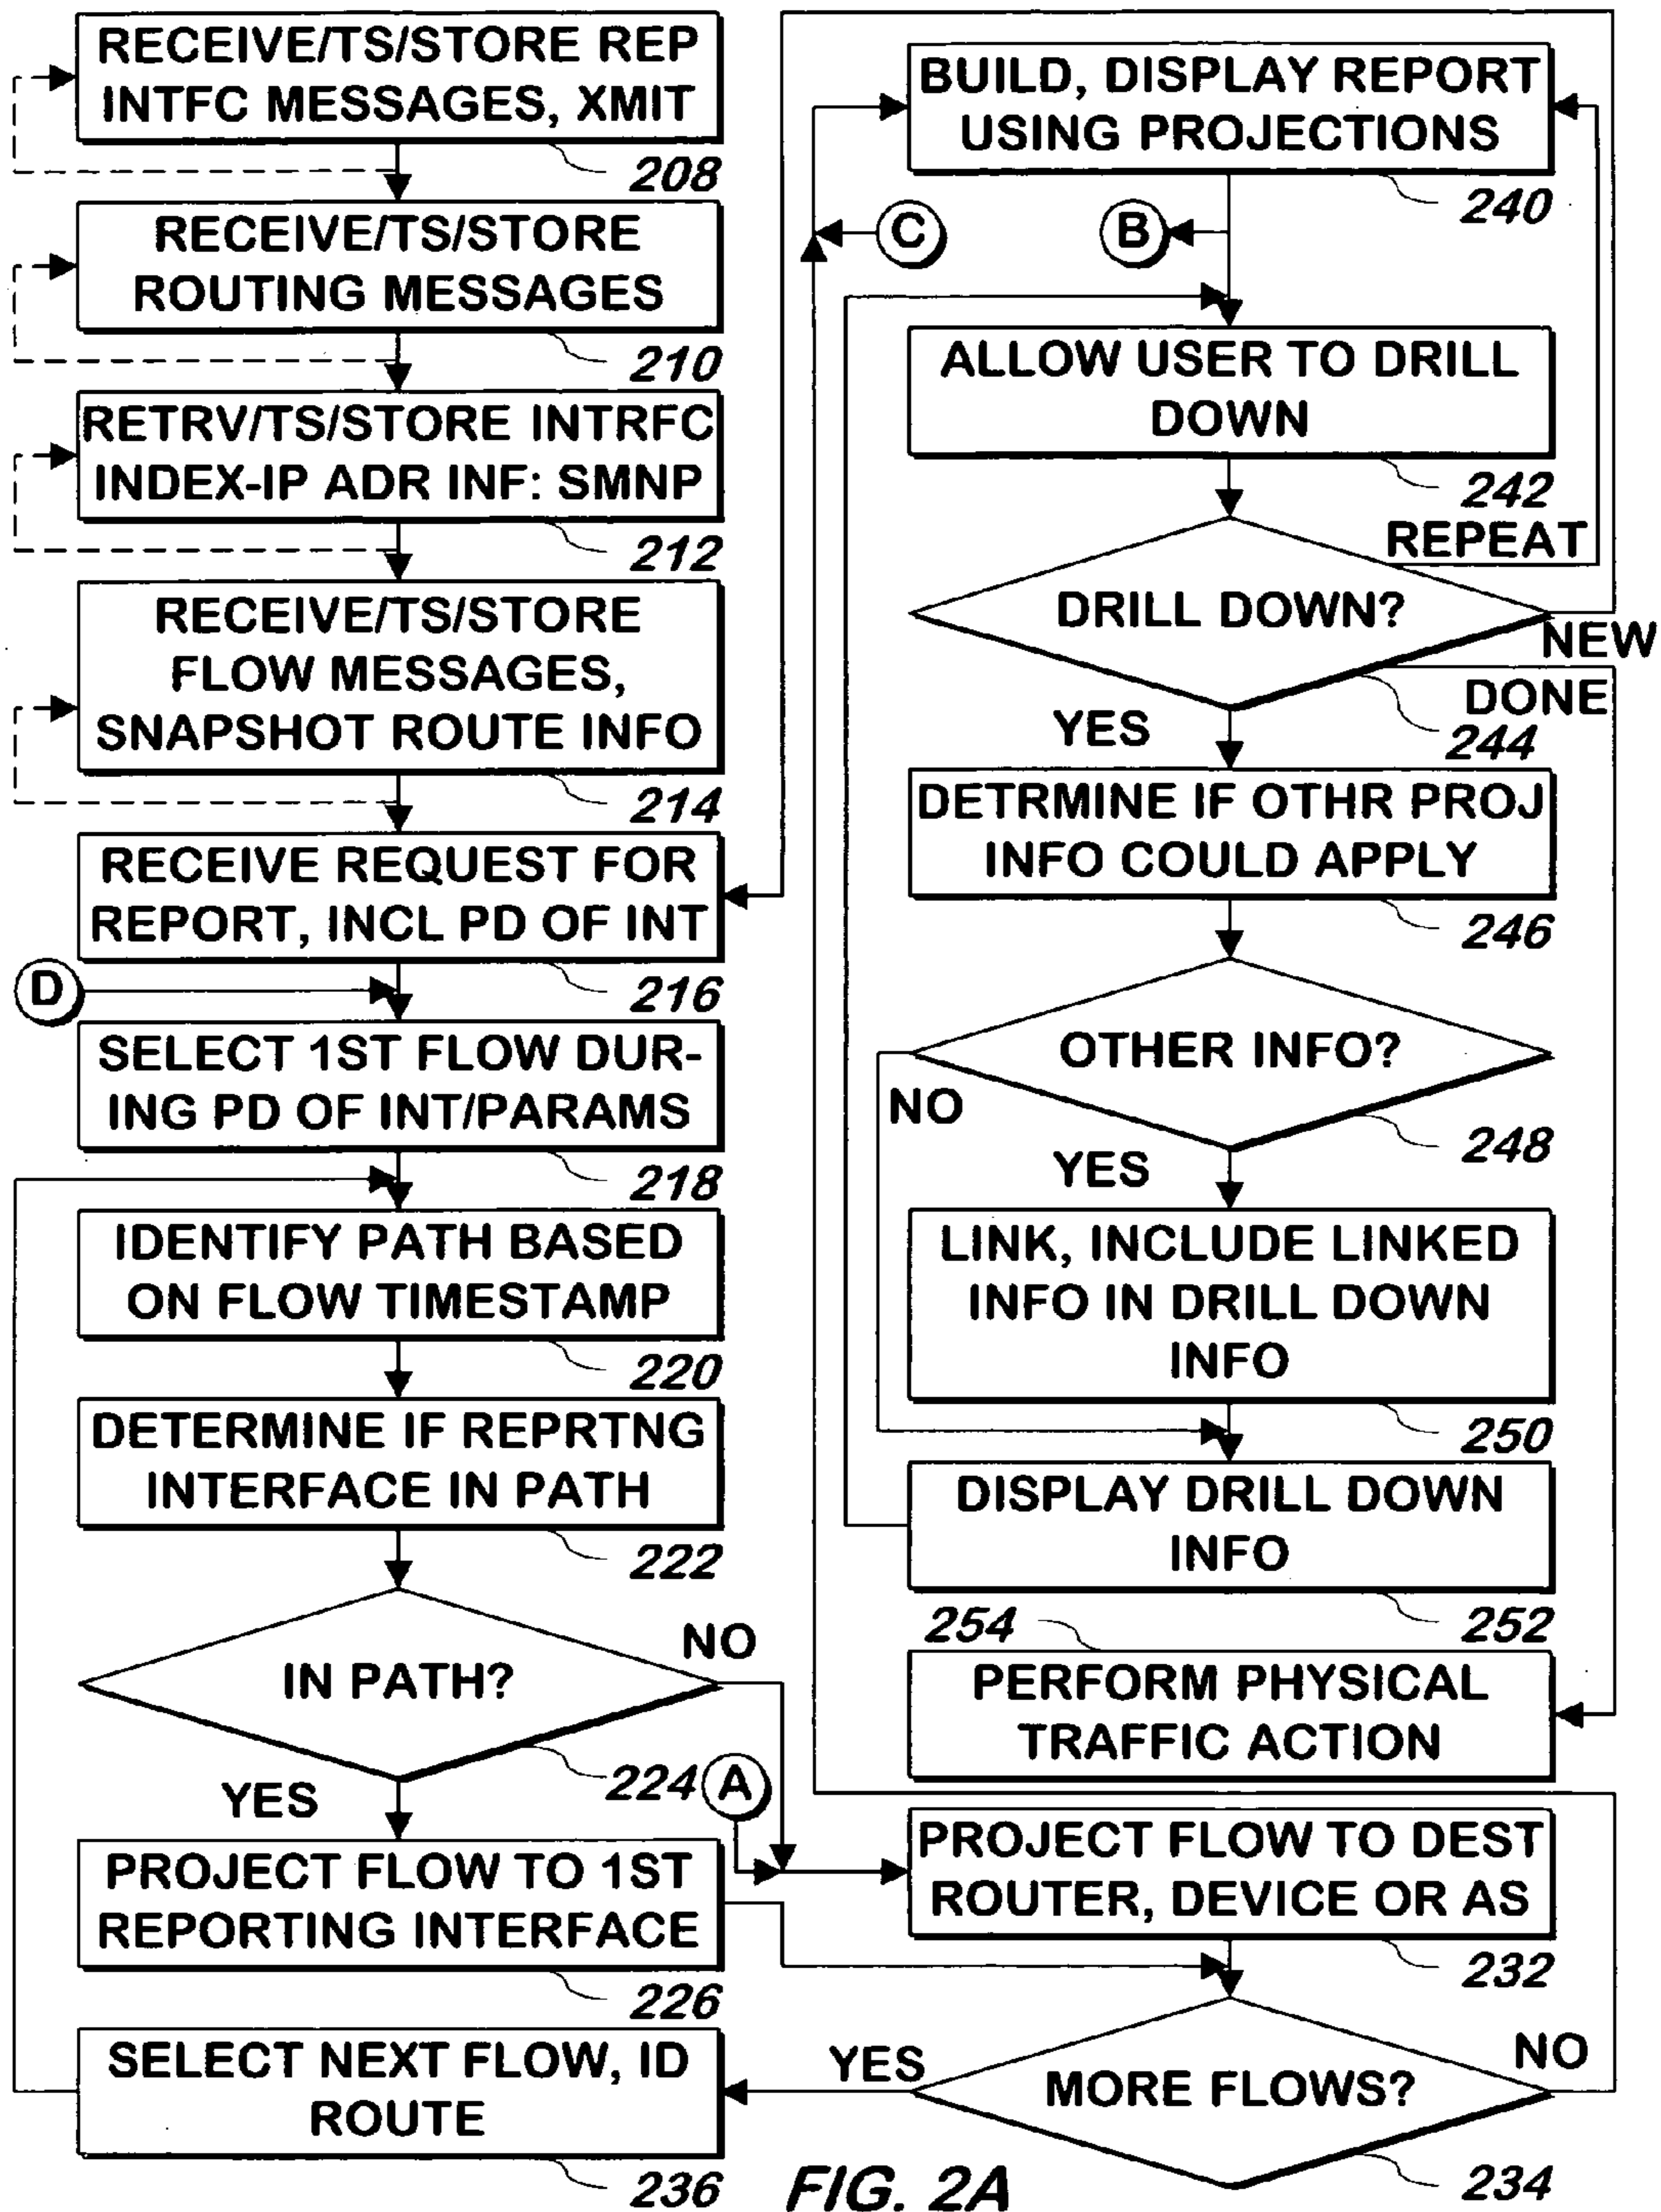 RECEIVE/TS/STORE REP
INTFC MESSAGES, XMIT
208
RECEIVE/TS/STORE
ROUTING MESSAGES
210
RETRV/TS/STORE INTRFC
INDEX-IP ADR INF: SMNP
212
RECEIVE/TS/STORE
FLOW MESSAGES,
SNAPSHOT ROUTE INFO
214
RECEIVE REQUEST FOR
REPORT, INCL PD OF INT
216
D
SELECT 1ST FLOW DUR-
ING PD OF INT/PARAMS
218
IDENTIFY PATH BASED
ON FLOW TIMESTAMP
220
DETERMINE IF REPRTNG
INTERFACE IN PATH
222
IN PATH?
NO
224
YES
A
PROJECT FLOW TO 1ST
REPORTING INTERFACE
226
SELECT NEXT FLOW, ID
ROUTE
236
BUILD, DISPLAY REPORT
USING PROJECTIONS
240
C
B
ALLOW USER TO DRILL
DOWN
242
REPEAT
DRILL DOWN?
NEW
DONE
244
YES
DETRMINE IF OTHR PROJ
INFO COULD APPLY
246
OTHER INFO?
NO
248
YES
LINK, INCLUDE LINKED
INFO IN DRILL DOWN
INFO
250
DISPLAY DRILL DOWN
INFO
252
254
PERFORM PHYSICAL
TRAFFIC ACTION
PROJECT FLOW TO DEST
ROUTER, DEVICE OR AS
232
YES
MORE FLOWS?
NO
234
FIG. 2A